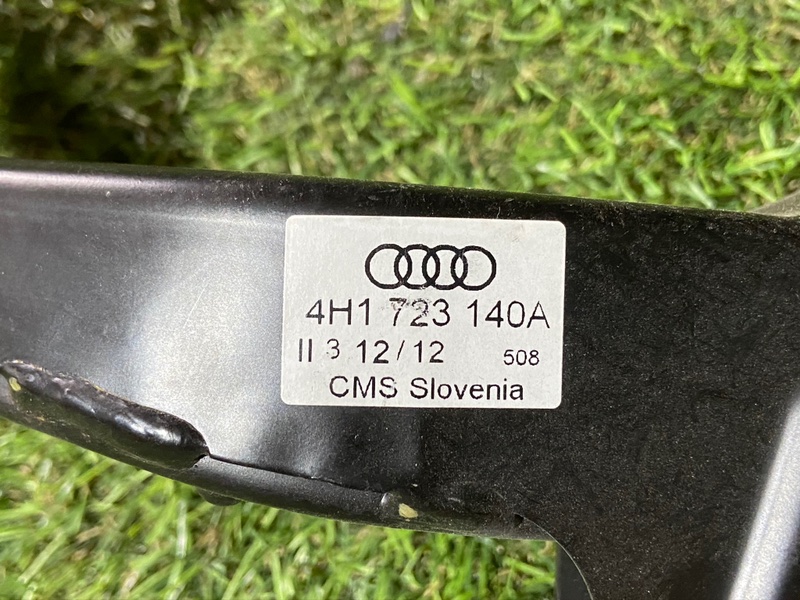 4H1 723 140A
II 3 12/12 508
CMS Slovenia